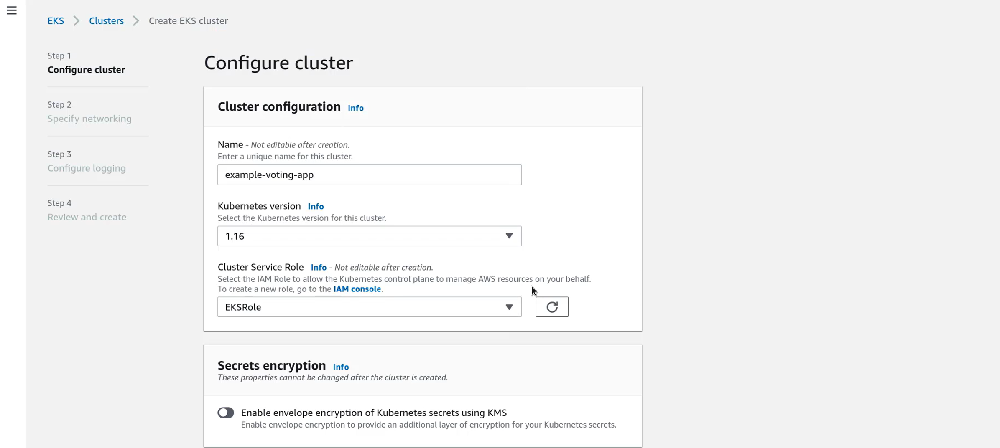 EKS Clusters Create EKS cluster
Step 1
Configure cluster
Step 2
Specify networking
Step 3
Configure logging
Step 4
Review and create
Configure cluster
Cluster configuration Info
Name - Not editable after creation.
Enter a unique name for this cluster.
example-voting-app
Kubernetes version Info
Select the Kubernetes version for this cluster.
1.16
Cluster Service Role Info - Not editable after creation.
Select the IAM Role to allow the Kubernetes control plane to manage AWS resources on your behalf.
To create a new role, go to the IAM console.
EKSRole
Secrets encryption Info
These properties cannot be changed after the cluster is created.
Enable envelope encryption of Kubernetes secrets using KMS
Enable envelope encryption to provide an additional layer of encryption for your Kubernetes secrets.